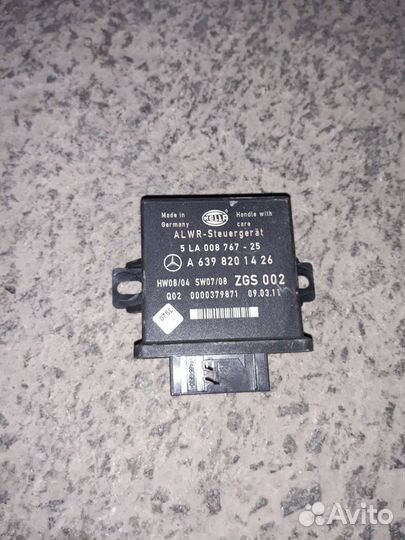 Made in Germany
HELLA
Handle with care
ALWR-Steuergerät
5 LA 008 767 - 25
A 639 820 14 26
HW08/04 SW07/08 ZGS 002
Q02 0000379871 09.03.11
Avito